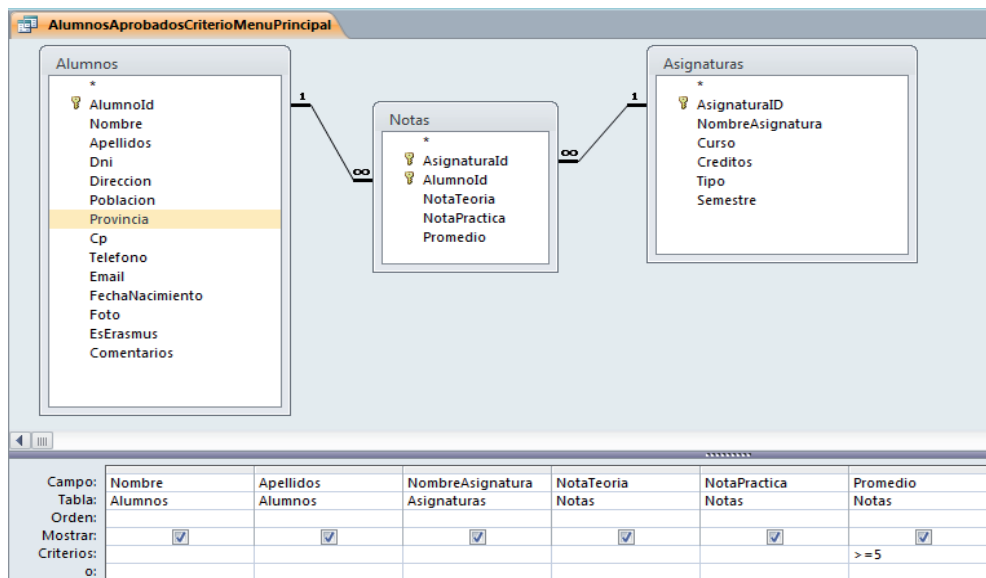 AlumnosAprobadosCriterioMenuPrincipal
Alumnos
*
AlumnoId
Nombre
Apellidos
Dni
Direccion
Poblacion
Provincia
Cp
Telefono
Email
FechaNacimiento
Foto
EsErasmus
Comentarios
1
∞
Notas
*
AsignaturaId
AlumnoId
NotaTeoria
NotaPractica
Promedio
∞
1
Asignaturas
*
AsignaturaID
NombreAsignatura
Curso
Creditos
Tipo
Semestre
Campo: Nombre Apellidos NombreAsignatura NotaTeoria NotaPractica Promedio
Tabla: Alumnos Alumnos Asignaturas Notas Notas Notas
Orden:
Mostrar:
Criterios: >=5
o: